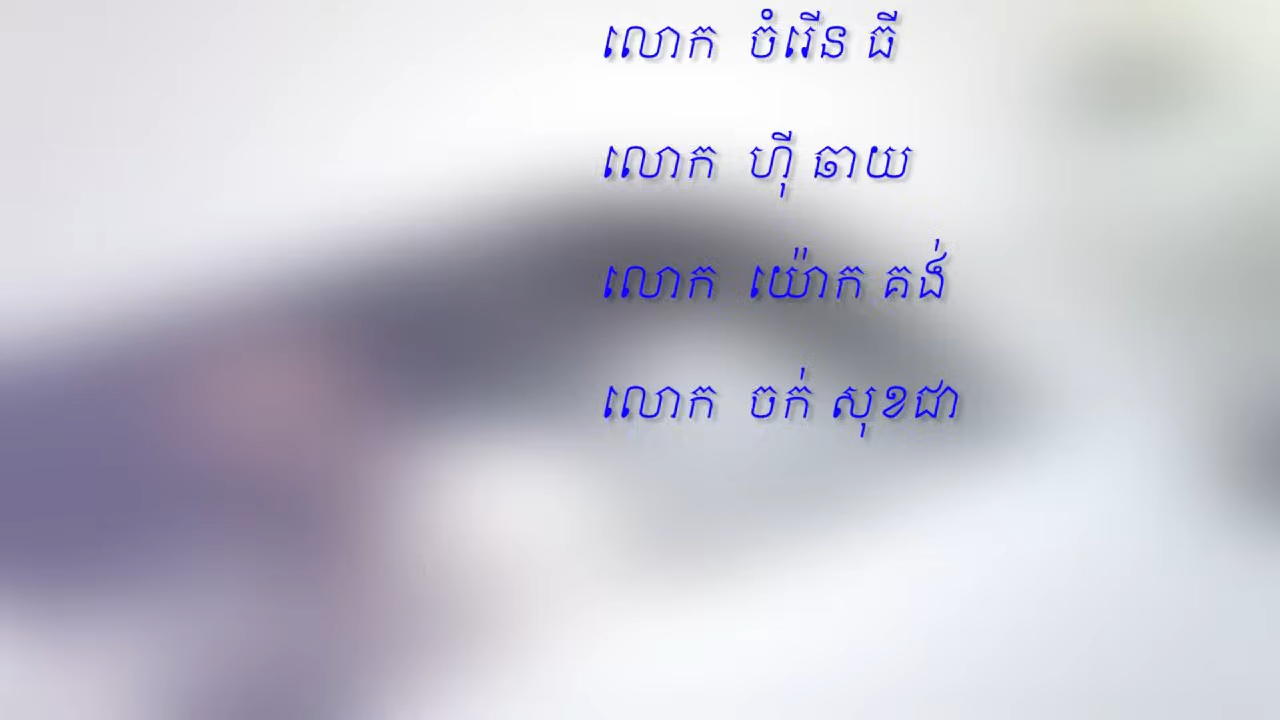 លោក ចំរើន ធី
លោក ហ៊ី ឆាយ
លោក យ៉ោក គង់
លោក ចក់ សុខជា